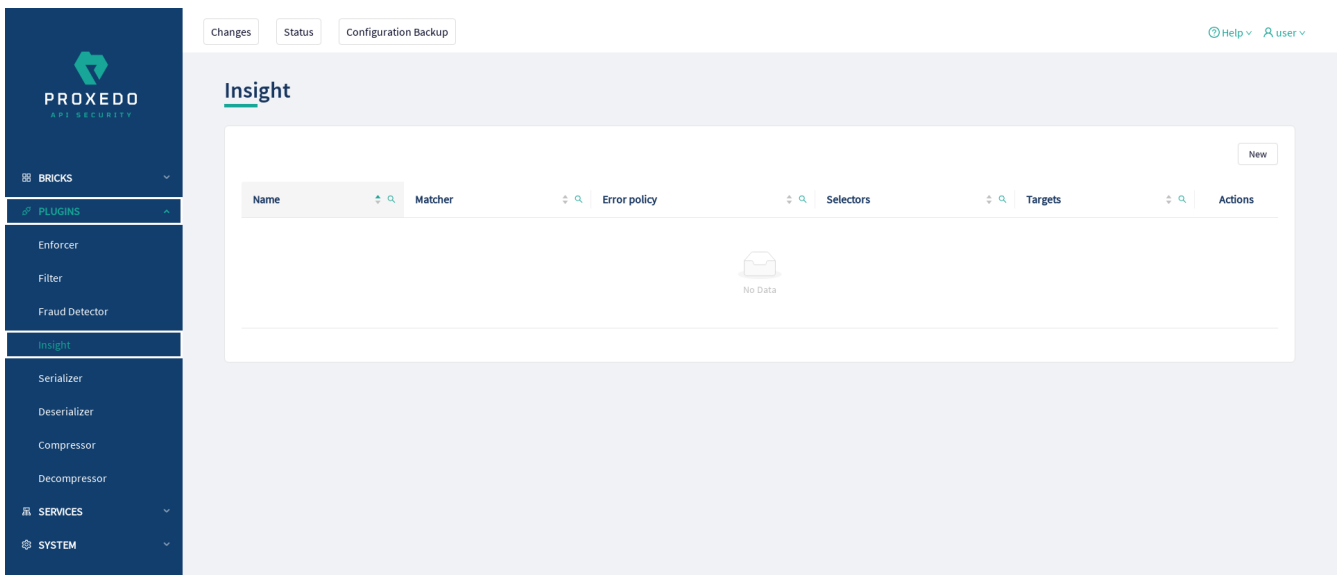 Changes Status Configuration Backup Help user
PROXEDO
API SECURITY
BRICKS
PLUGINS
Enforcer
Filter
Fraud Detector
Insight
Serializer
Deserializer
Compressor
Decompressor
SERVICES
SYSTEM
Insight
New
Name Matcher Error policy Selectors Targets Actions
No Data